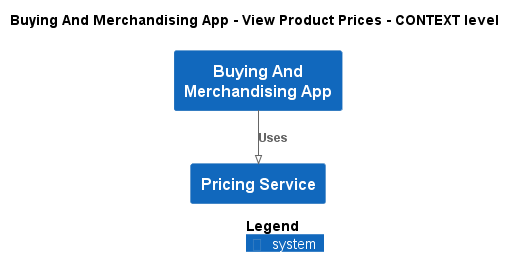 Buying And Merchandising App - View Product Prices - CONTEXT level
Buying And
Merchandising App
Uses
Pricing Service
Legend
system